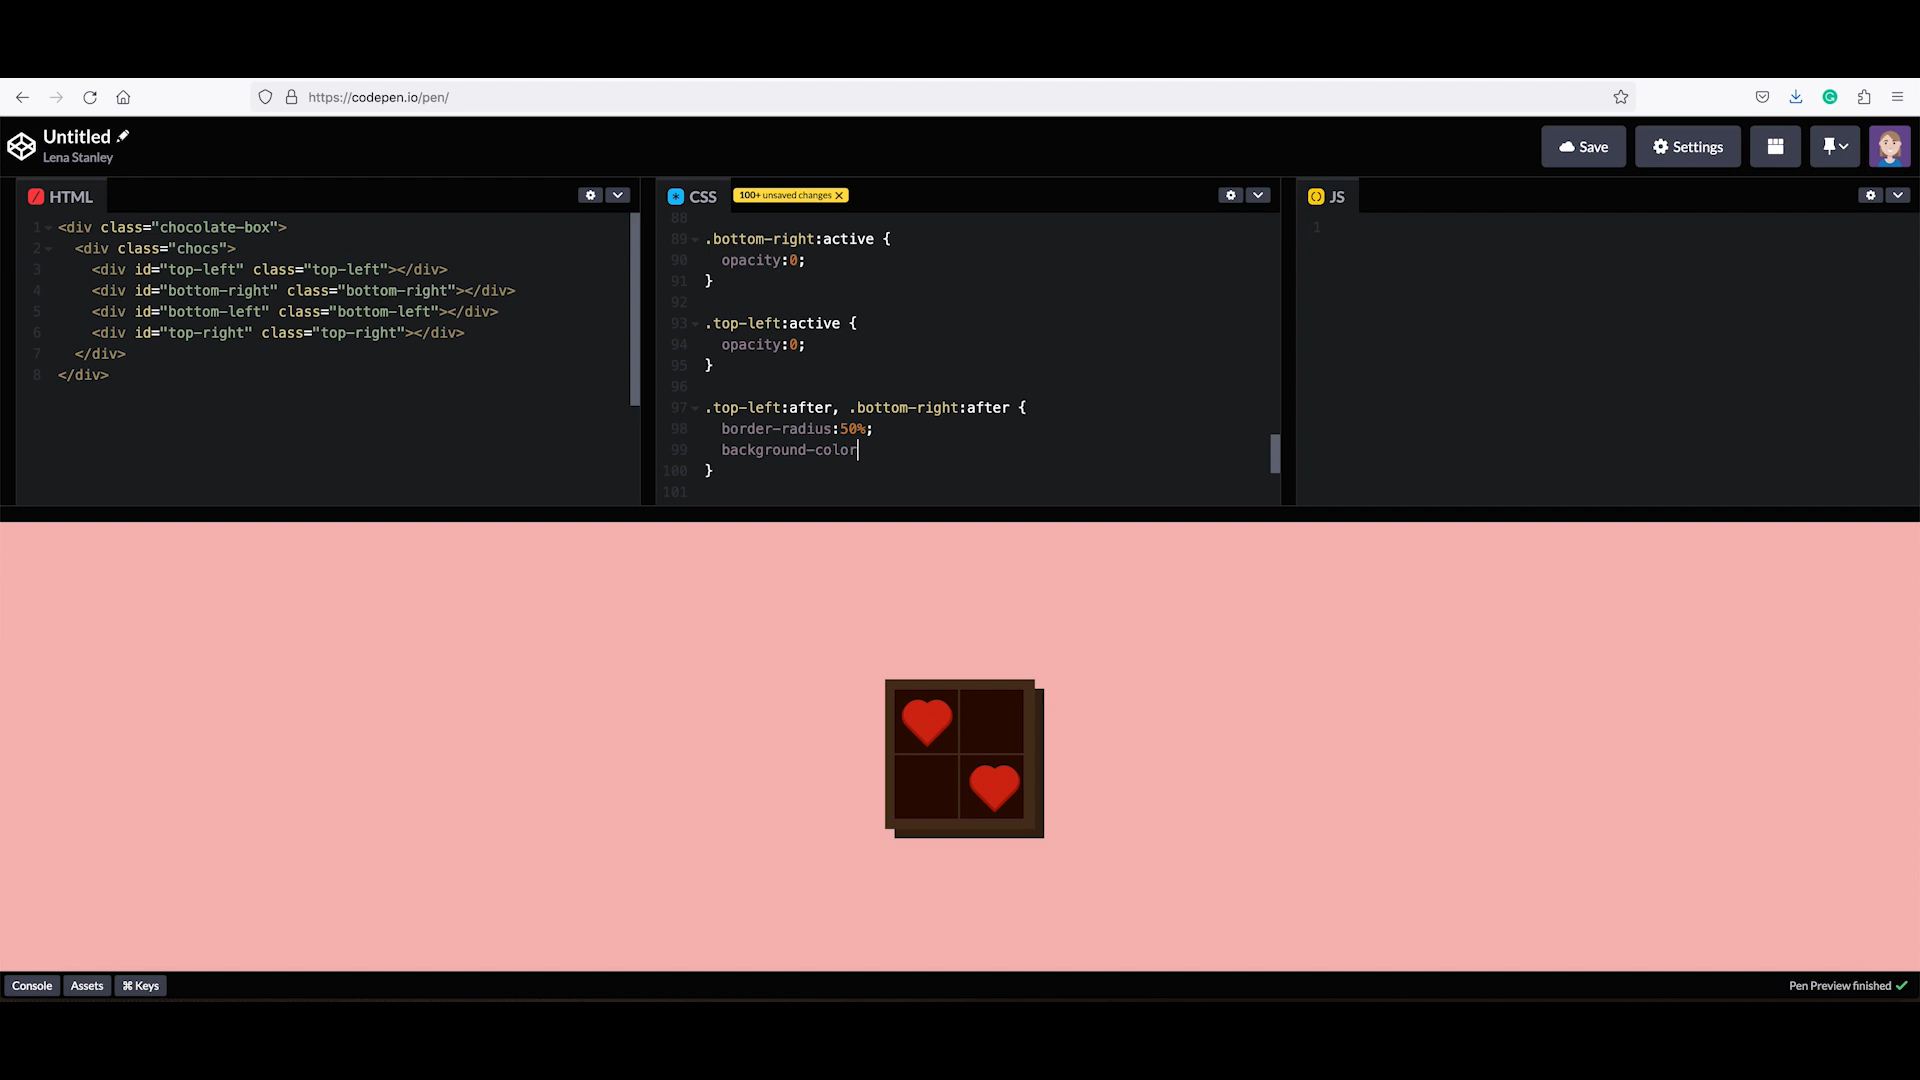 https://codepen.io/pen/
Untitled
Lena Stanley
Save
Settings
HTML
1 <div class="chocolate-box">
2 <div class="chocs">
3 <div id="top-left" class="top-left"></div>
4 <div id="bottom-right" class="bottom-right"></div>
5 <div id="bottom-left" class="bottom-left"></div>
6 <div id="top-right" class="top-right"></div>
7 </div>
8 </div>
CSS
100+ unsaved changes X
88
89 .bottom-right:active {
90 opacity:0;
91 }
92
93 .top-left:active {
94 opacity:0;
95 }
96
97 .top-left:after, .bottom-right:after {
98 border-radius:50%;
99 background-color
100 }
101
JS
1
Console
Assets
⌘ Keys
Pen Preview finished